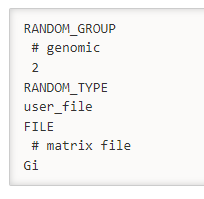 RANDOM_GROUP
 # genomic
 2
RANDOM_TYPE
user_file
FILE
 # matrix file
Gi